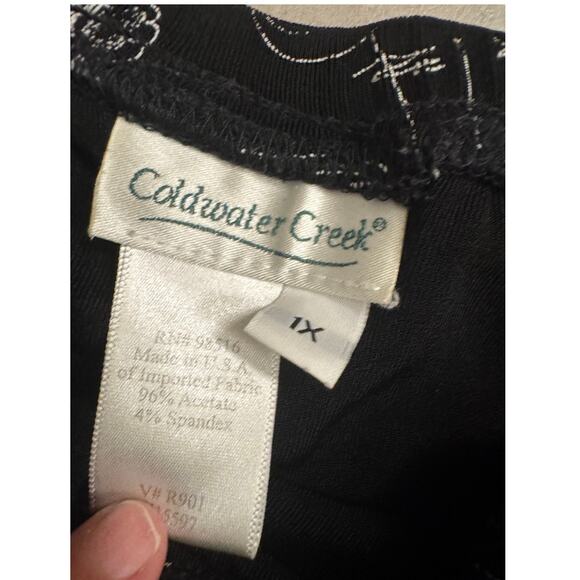 Coldwater Creek®
1X
RN# 98516
Made in U.S.A
of Imported Fabric
96% Acetate
4% Spandex
V# R901